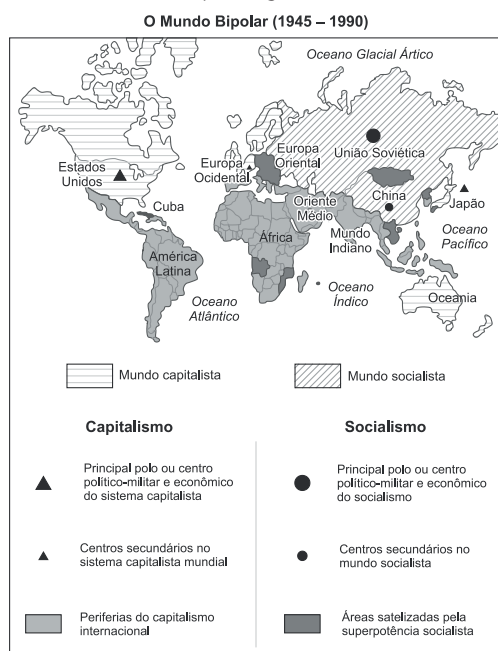 O Mundo Bipolar (1945 – 1990)
Oceano Glacial Ártico
Estados
Unidos
Europa
Ocidental
Europa
Oriental
União Soviética
Cuba
Oriente
Médio
China
Japão
África
Mundo
Indiano
Oceano
Pacífico
América
Latina
Oceano
Atlântico
Oceano
Índico
Oceania
Mundo capitalista
Mundo socialista
Capitalismo
Principal polo ou centro
político-militar e econômico
do sistema capitalista
Centros secundários no
sistema capitalista mundial
Periferias do capitalismo
internacional
Socialismo
Principal polo ou centro
político-militar e econômico
do socialismo
Centros secundários no
mundo socialista
Áreas satelizadas pela
superpotência socialista